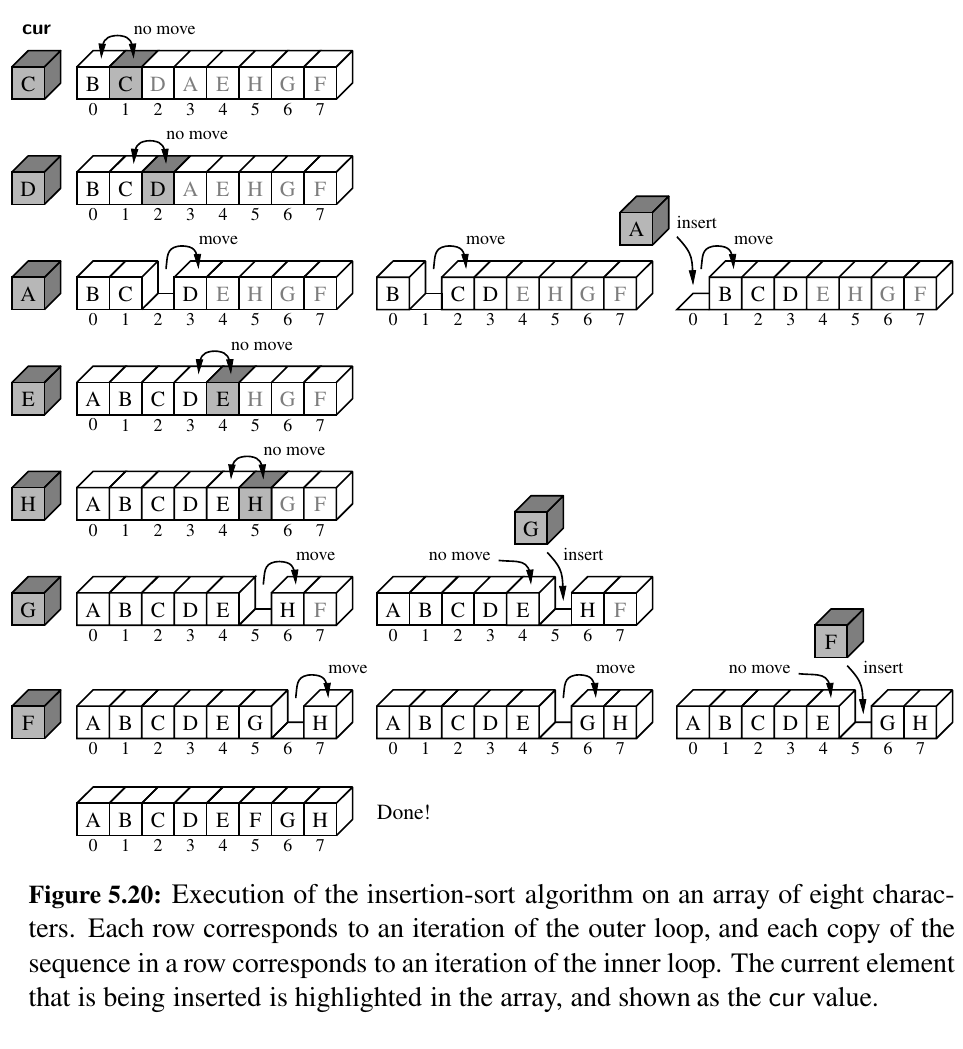 cur
no move
C B C D A E H G F
0 1 2 3 4 5 6 7
no move
D B C D A E H G F
0 1 2 3 4 5 6 7
A insert
move move move
A B C D E H G F B C D E H G F B C D E H G F
0 1 2 3 4 5 6 7 0 1 2 3 4 5 6 7 0 1 2 3 4 5 6 7
no move
E A B C D E H G F
0 1 2 3 4 5 6 7
no move
H A B C D E H G F
0 1 2 3 4 5 6 7
G
move no move insert
G A B C D E H F A B C D E H F
0 1 2 3 4 5 6 7 0 1 2 3 4 5 6 7
F
move move no move insert
F A B C D E G H A B C D E G H A B C D E G H
0 1 2 3 4 5 6 7 0 1 2 3 4 5 6 7 0 1 2 3 4 5 6 7
A B C D E F G H Done!
0 1 2 3 4 5 6 7
Figure 5.20: Execution of the insertion-sort algorithm on an array of eight charac-
ters. Each row corresponds to an iteration of the outer loop, and each copy of the
sequence in a row corresponds to an iteration of the inner loop. The current element
that is being inserted is highlighted in the array, and shown as the cur value.